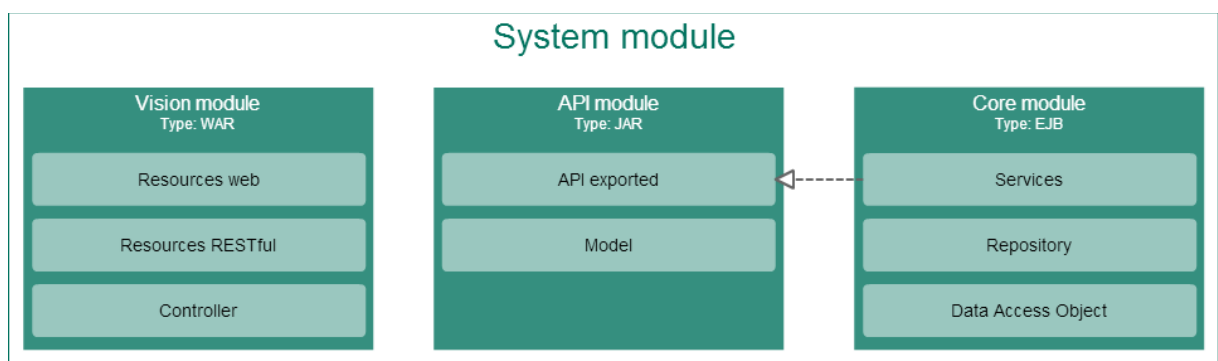 System module
Vision module
Type: WAR
Resources web
Resources RESTful
Controller
API module
Type: JAR
API exported
Model
Core module
Type: EJB
Services
Repository
Data Access Object